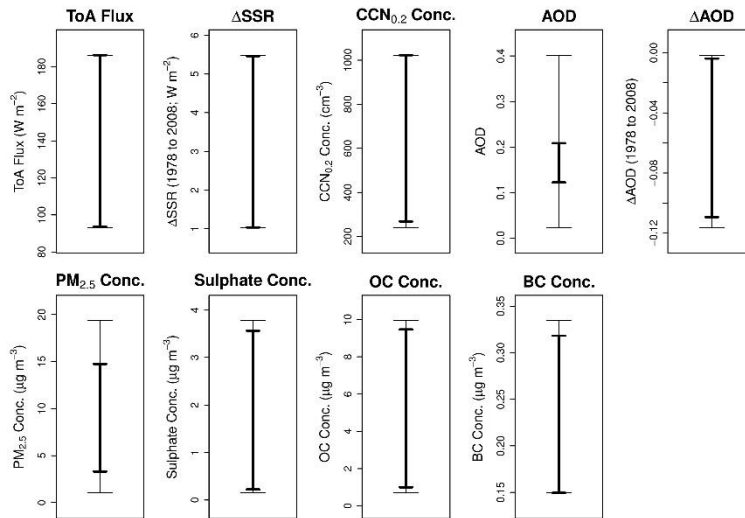 ToA Flux
ToA Flux (W m⁻²)
80
100
120
140
160
180
ΔSSR
ΔSSR (1978 to 2008; W m⁻²)
1
2
3
4
5
6
CCN₀.₂ Conc.
CCN₀.₂ Conc. (cm⁻³)
200
400
600
800
1000
AOD
AOD
0.0
0.1
0.2
0.3
0.4
ΔAOD
ΔAOD (1978 to 2008)
−0.12
−0.08
−0.04
0.00
PM₂.₅ Conc.
PM₂.₅ Conc. (μg m⁻³)
0
5
10
15
20
Sulphate Conc.
Sulphate Conc. (μg m⁻³)
0
1
2
3
4
OC Conc.
OC Conc. (μg m⁻³)
0
2
4
6
8
10
BC Conc.
BC Conc. (μg m⁻³)
0.15
0.20
0.25
0.30
0.35